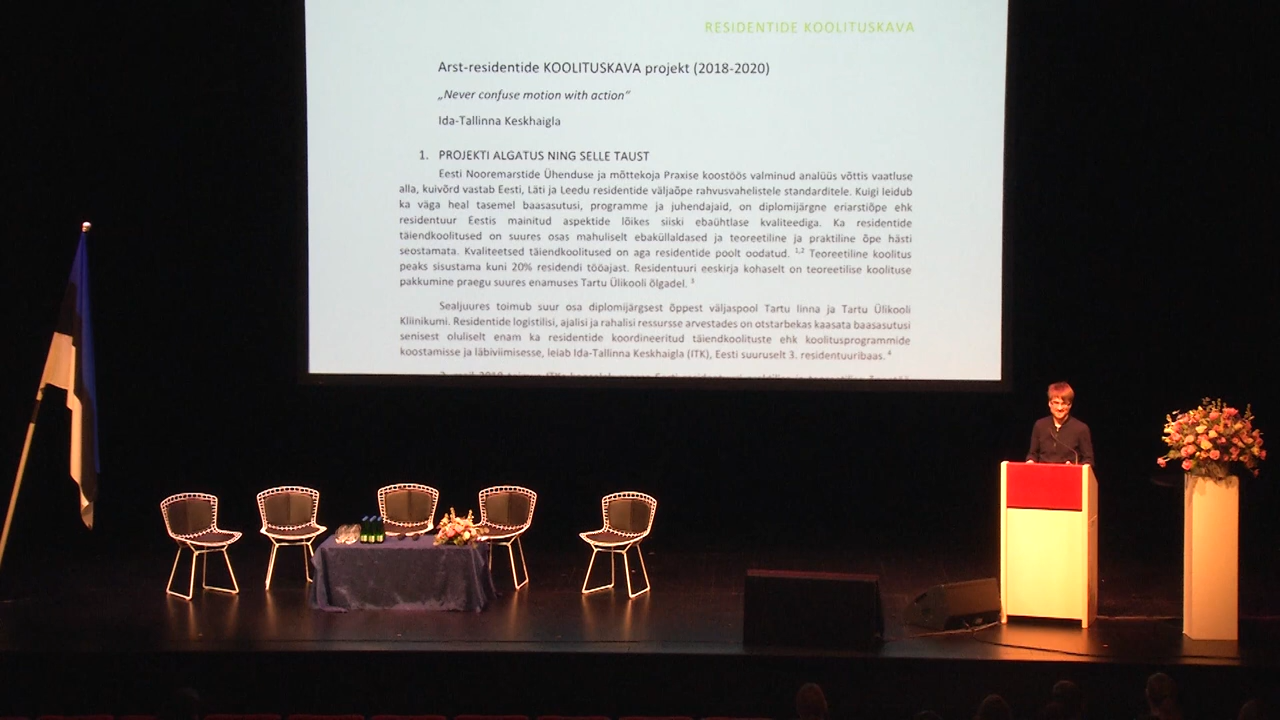 RESIDENTIDE KOOLITUSKAVA
Arst-residentide KOOLITUSKAVA projekt (2018-2020)
„Never confuse motion with action"
Ida-Tallinna Keskhaigla
1. PROJEKTI ALGATUS NING SELLE TAUST
Eesti Nooremarstide Ühenduse ja mõttekoja Praxise koostöös valminud analüüs võttis vaatluse
alla, kuivõrd vastab Eesti, Läti ja Leedu residentide väljaõpe rahvusvahelistele standarditele. Kuigi leidub
ka väga heal tasemel baasasutusi, programme ja juhendajaid, on diplomijärgne eriarstiõpe ehk
residentuur Eestis mainitud aspektide lõikes siiski ebaühtlase kvaliteediga. Ka residentide
täiendkoolitused on suures osas mahuliselt ebaküllaldased ja teoreetiline ja praktiline õpe hästi
seostamata. Kvaliteetsed täiendkoolitused on aga residentide poolt oodatud. 1,2 Teoreetiline koolitus
peaks sisustama kuni 20% residendi tööajast. Residentuuri eeskirja kohaselt on teoreetilise koolituse
pakkumine praegu suures enamuses Tartu Ülikooli õlgadel. 3
Sealjuures toimub suur osa diplomijärgsest õppest väljaspool Tartu linna ja Tartu Ülikooli
Kliinikumi. Residentide logistilisi, ajalisi ja rahalisi ressursse arvestades on otstarbekas kaasata baasasutusi
senisest oluliselt enam ka residentide koordineeritud täiendkoolituste ehk koolitusprogrammide
koostamisse ja läbiviimisesse, leiab Ida-Tallinna Keskhaigla (ITK), Eesti suuruselt 3. residentuuribaas. 4